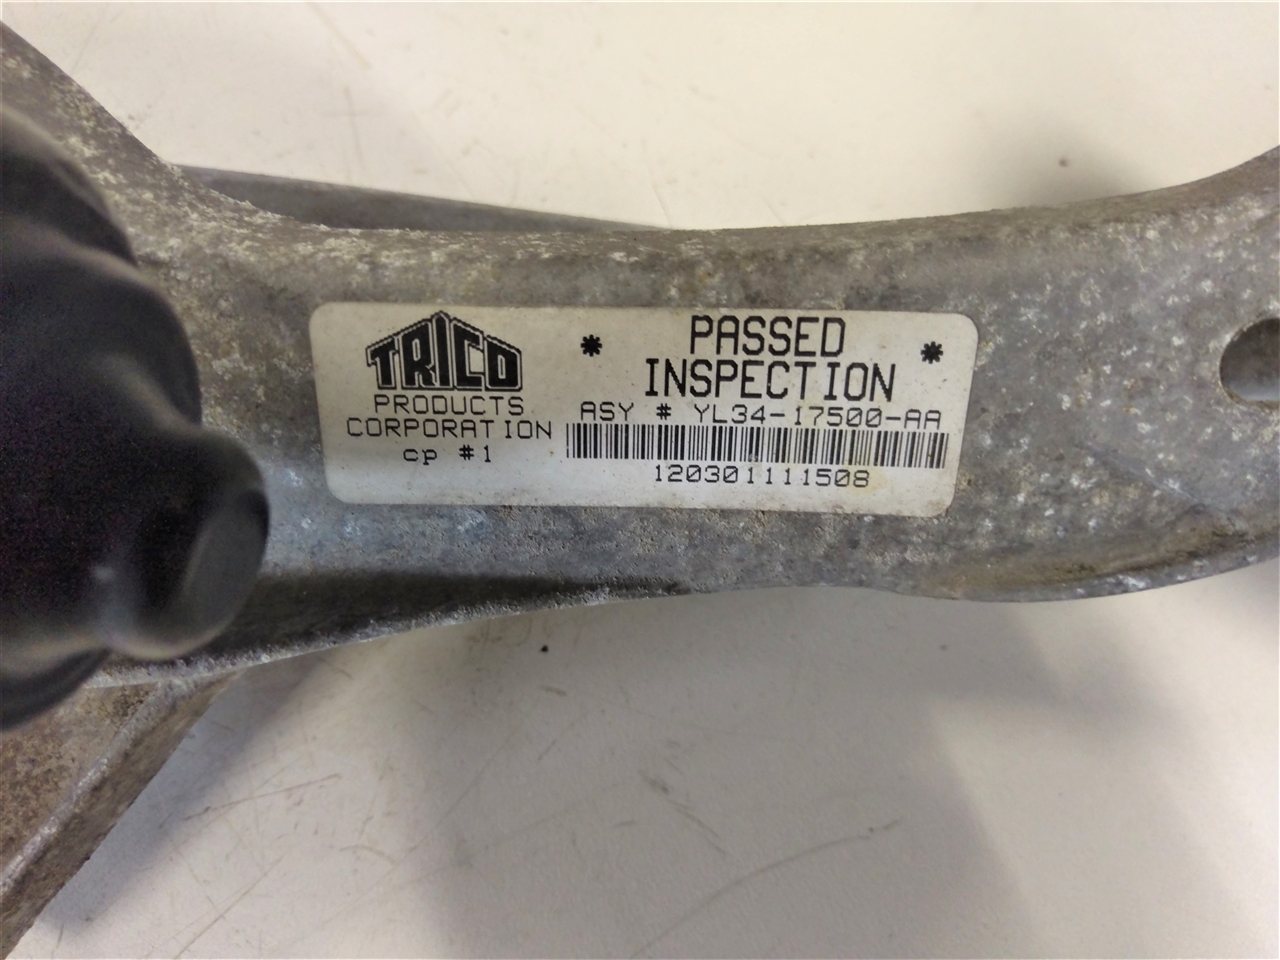 TRICO
PRODUCTS
CORPORATION
cp #1
* PASSED *
INSPECTION
ASY # YL34-17500-AA
120301111508